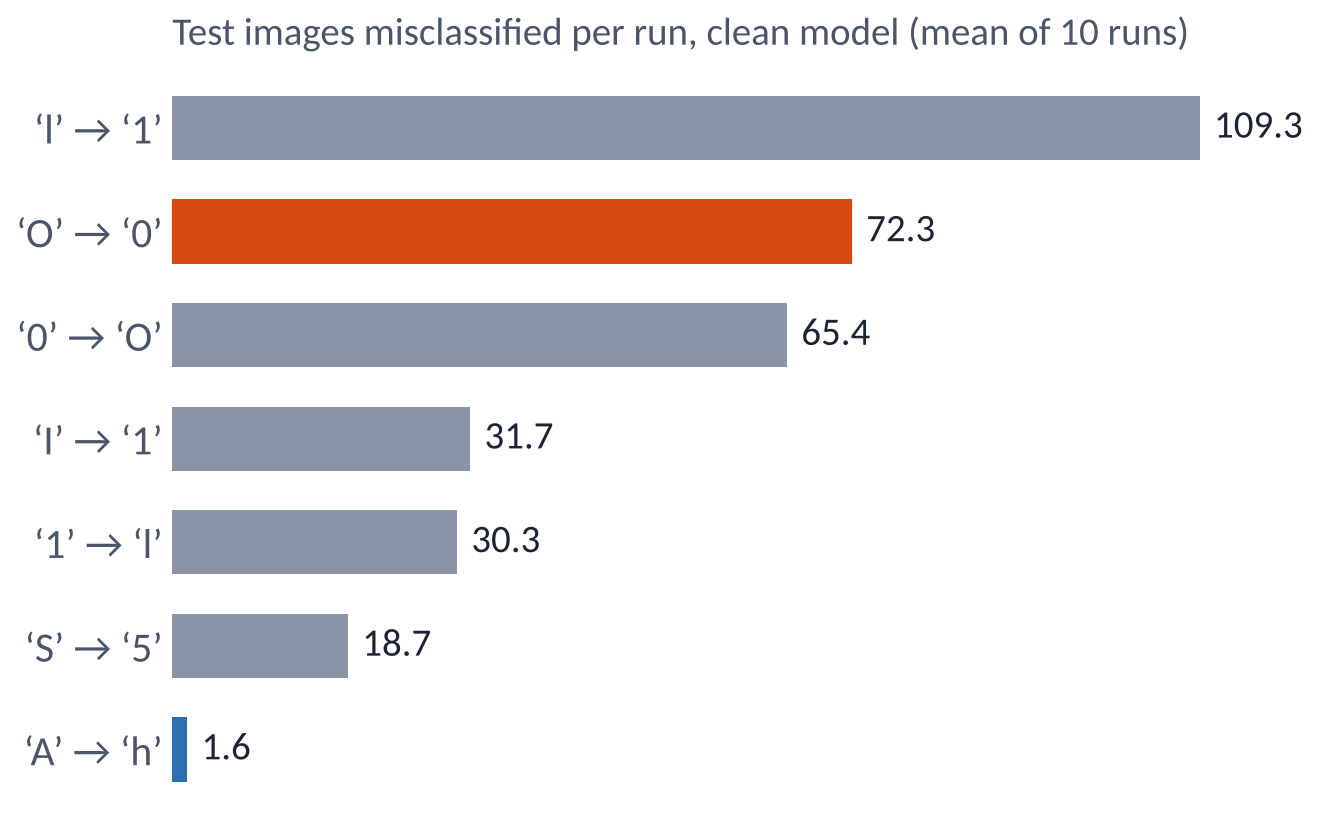 Test images misclassified per run, clean model (mean of 10 runs)
‘I’ → ‘1’ 109.3
‘O’ → ‘0’ 72.3
‘0’ → ‘O’ 65.4
‘l’ → ‘1’ 31.7
‘1’ → ‘l’ 30.3
‘S’ → ‘5’ 18.7
‘A’ → ‘h’ 1.6